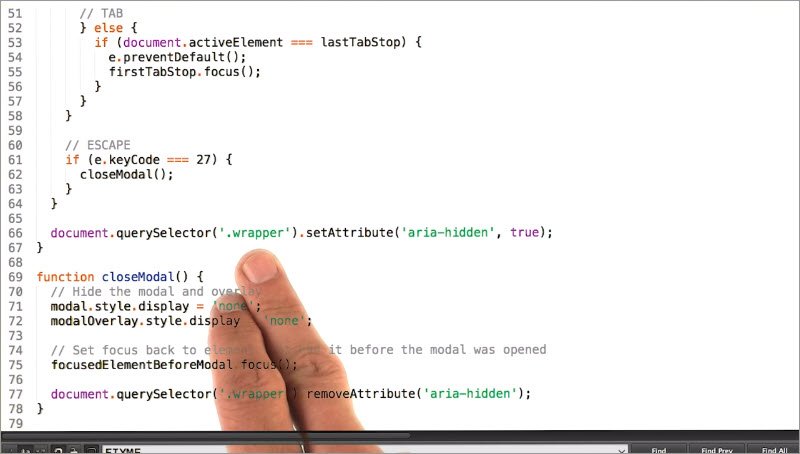 51 // TAB
52 } else {
53 if (document.activeElement === lastTabStop) {
54 e.preventDefault();
55 firstTabStop.focus();
56 }
57 }
58 }
59
60 // ESCAPE
61 if (e.keyCode === 27) {
62 closeModal();
63 }
64 }
65
66 document.querySelector('.wrapper').setAttribute('aria-hidden', true);
67 }
68
69 function closeModal() {
70 // Hide the modal and overlay
71 modal.style.display = 'none';
72 modalOverlay.style.display 'none';
73
74 // Set focus back to element it before the modal was opened
75 focusedElementBeforeModal focus();
76
77 document.querySelector('.wrapper') removeAttribute('aria-hidden');
78 }
79
FIXME Find Find Prev Find All